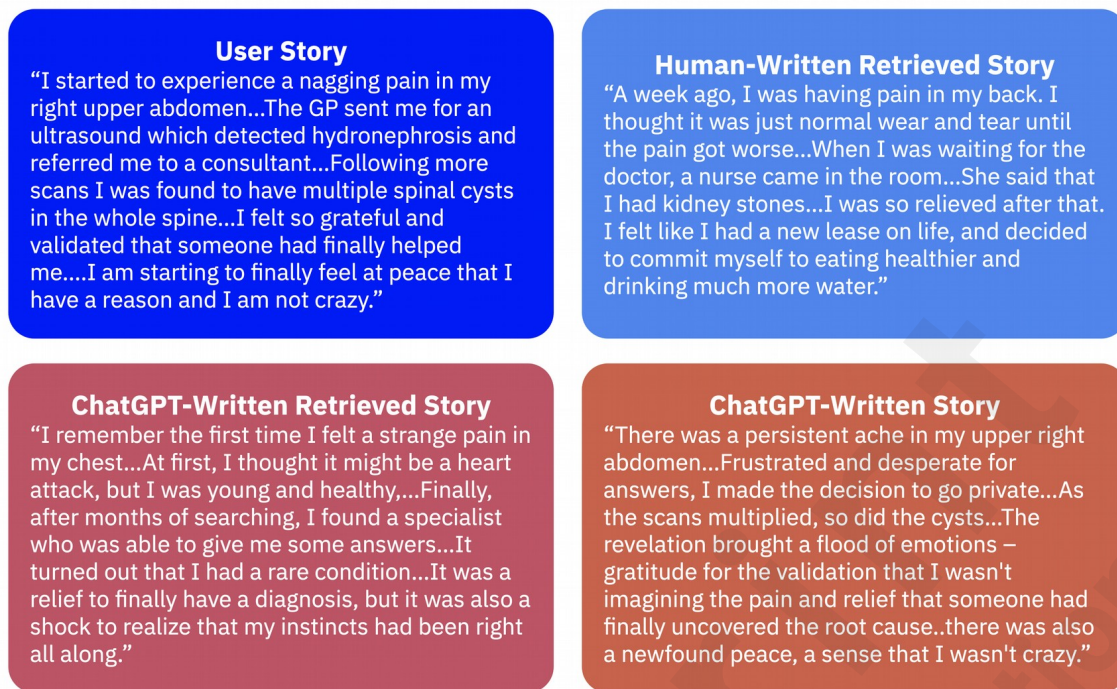 User Story
“I started to experience a nagging pain in my
right upper abdomen...The GP sent me for an
ultrasound which detected hydronephrosis and
referred me to a consultant...Following more
scans I was found to have multiple spinal cysts
in the whole spine...I felt so grateful and
validated that someone had finally helped
me....I am starting to finally feel at peace that I
have a reason and I am not crazy.”
Human-Written Retrieved Story
“A week ago, I was having pain in my back. I
thought it was just normal wear and tear until
the pain got worse...When I was waiting for the
doctor, a nurse came in the room...She said that
I had kidney stones...I was so relieved after that.
I felt like I had a new lease on life, and decided
to commit myself to eating healthier and
drinking much more water.”
ChatGPT-Written Retrieved Story
“I remember the first time I felt a strange pain in
my chest...At first, I thought it might be a heart
attack, but I was young and healthy,...Finally,
after months of searching, I found a specialist
who was able to give me some answers...It
turned out that I had a rare condition...It was a
relief to finally have a diagnosis, but it was also a
shock to realize that my instincts had been right
all along.”
ChatGPT-Written Story
“There was a persistent ache in my upper right
abdomen...Frustrated and desperate for
answers, I made the decision to go private...As
the scans multiplied, so did the cysts...The
revelation brought a flood of emotions –
gratitude for the validation that I wasn't
imagining the pain and relief that someone had
finally uncovered the root cause..there was also
a newfound peace, a sense that I wasn't crazy.”